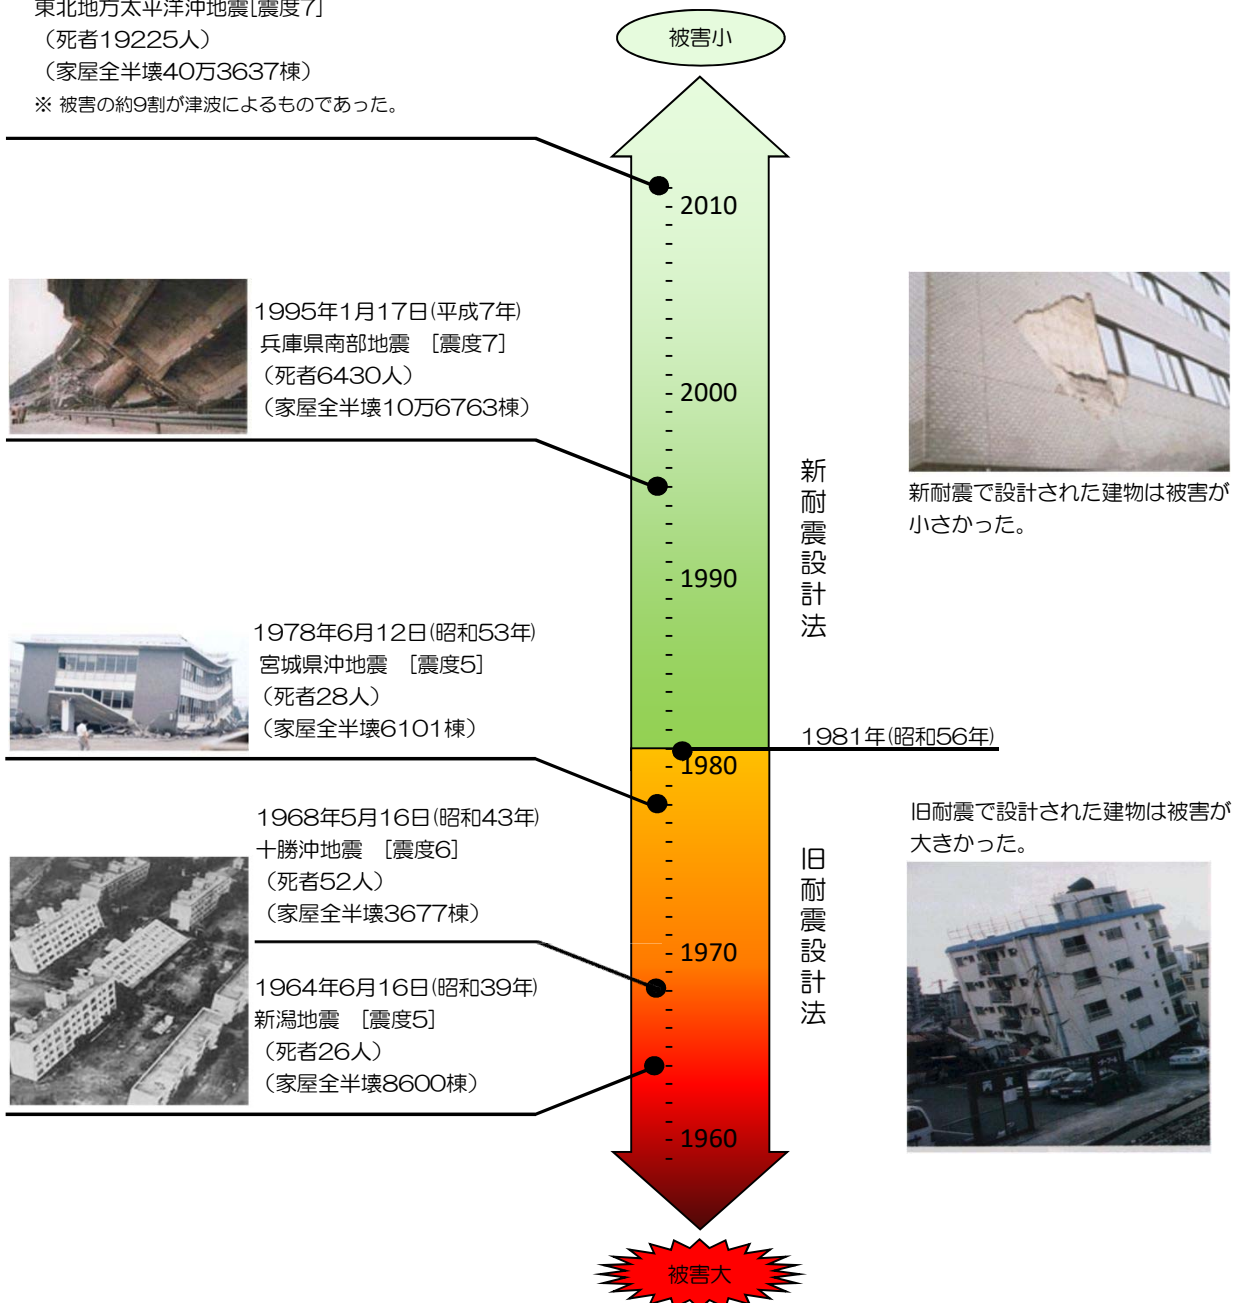 東北地方太平洋沖地震[震度7]
（死者19225人）
（家屋全半壊40万3637棟）
※ 被害の約9割が津波によるものであった。
被害小
2010
1995年1月17日(平成7年)
兵庫県南部地震　[震度7]
（死者6430人）
（家屋全半壊10万6763棟）
2000
新耐震設計法
新耐震で設計された建物は被害が
小さかった。
1990
1978年6月12日(昭和53年)
宮城県沖地震　[震度5]
（死者28人）
（家屋全半壊6101棟）
1981年(昭和56年)
1980
1968年5月16日(昭和43年)
十勝沖地震　[震度6]
（死者52人）
（家屋全半壊3677棟）
旧耐震設計法
旧耐震で設計された建物は被害が
大きかった。
1970
1964年6月16日(昭和39年)
新潟地震　[震度5]
（死者26人）
（家屋全半壊8600棟）
1960
被害大